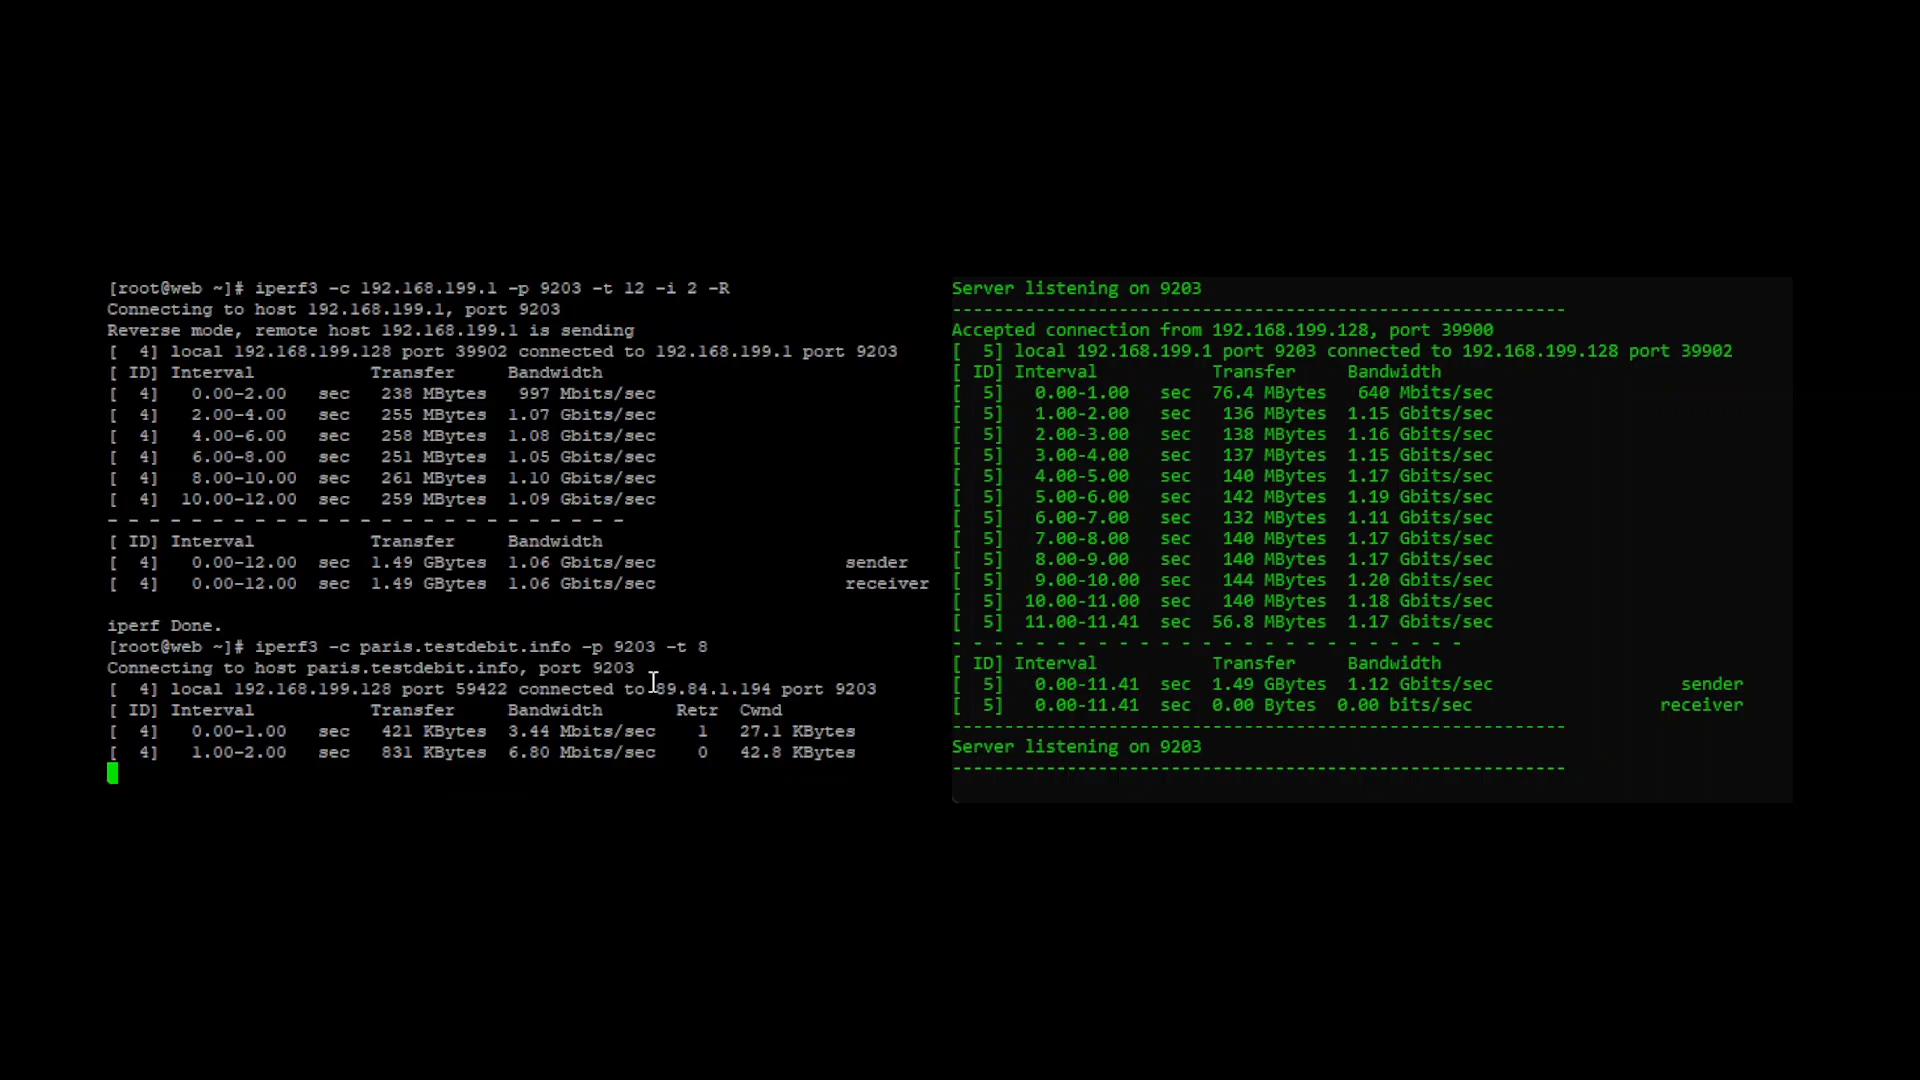 [root@web ~]# iperf3 -c 192.168.199.1 -p 9203 -t 12 -i 2 -R
Connecting to host 192.168.199.1, port 9203
Reverse mode, remote host 192.168.199.1 is sending
[  4] local 192.168.199.128 port 39902 connected to 192.168.199.1 port 9203
[ ID] Interval           Transfer     Bandwidth
[  4]   0.00-2.00   sec   238 MBytes   997 Mbits/sec
[  4]   2.00-4.00   sec   255 MBytes  1.07 Gbits/sec
[  4]   4.00-6.00   sec   258 MBytes  1.08 Gbits/sec
[  4]   6.00-8.00   sec   251 MBytes  1.05 Gbits/sec
[  4]   8.00-10.00  sec   261 MBytes  1.10 Gbits/sec
[  4]  10.00-12.00  sec   259 MBytes  1.09 Gbits/sec
- - - - - - - - - - - - - - - - - - - - - - - - -
[ ID] Interval           Transfer     Bandwidth
[  4]   0.00-12.00  sec  1.49 GBytes  1.06 Gbits/sec                  sender
[  4]   0.00-12.00  sec  1.49 GBytes  1.06 Gbits/sec                  receiver
iperf Done.
[root@web ~]# iperf3 -c paris.testdebit.info -p 9203 -t 8
Connecting to host paris.testdebit.info, port 9203
[  4] local 192.168.199.128 port 59422 connected to 89.84.1.194 port 9203
[ ID] Interval           Transfer     Bandwidth       Retr  Cwnd
[  4]   0.00-1.00   sec   421 KBytes  3.44 Mbits/sec    1   27.1 KBytes
[  4]   1.00-2.00   sec   831 KBytes  6.80 Mbits/sec    0   42.8 KBytes
Server listening on 9203
-----------------------------------------------------------
Accepted connection from 192.168.199.128, port 39900
[  5] local 192.168.199.1 port 9203 connected to 192.168.199.128 port 39902
[ ID] Interval           Transfer     Bandwidth
[  5]   0.00-1.00   sec  76.4 MBytes   640 Mbits/sec
[  5]   1.00-2.00   sec   136 MBytes  1.15 Gbits/sec
[  5]   2.00-3.00   sec   138 MBytes  1.16 Gbits/sec
[  5]   3.00-4.00   sec   137 MBytes  1.15 Gbits/sec
[  5]   4.00-5.00   sec   140 MBytes  1.17 Gbits/sec
[  5]   5.00-6.00   sec   142 MBytes  1.19 Gbits/sec
[  5]   6.00-7.00   sec   132 MBytes  1.11 Gbits/sec
[  5]   7.00-8.00   sec   140 MBytes  1.17 Gbits/sec
[  5]   8.00-9.00   sec   140 MBytes  1.17 Gbits/sec
[  5]   9.00-10.00  sec   144 MBytes  1.20 Gbits/sec
[  5]  10.00-11.00  sec   140 MBytes  1.18 Gbits/sec
[  5]  11.00-11.41  sec  56.8 MBytes  1.17 Gbits/sec
- - - - - - - - - - - - - - - - - - - - - - - - -
[ ID] Interval           Transfer     Bandwidth
[  5]   0.00-11.41  sec  1.49 GBytes  1.12 Gbits/sec                  sender
[  5]   0.00-11.41  sec  0.00 Bytes  0.00 bits/sec                  receiver
-----------------------------------------------------------
Server listening on 9203
-----------------------------------------------------------